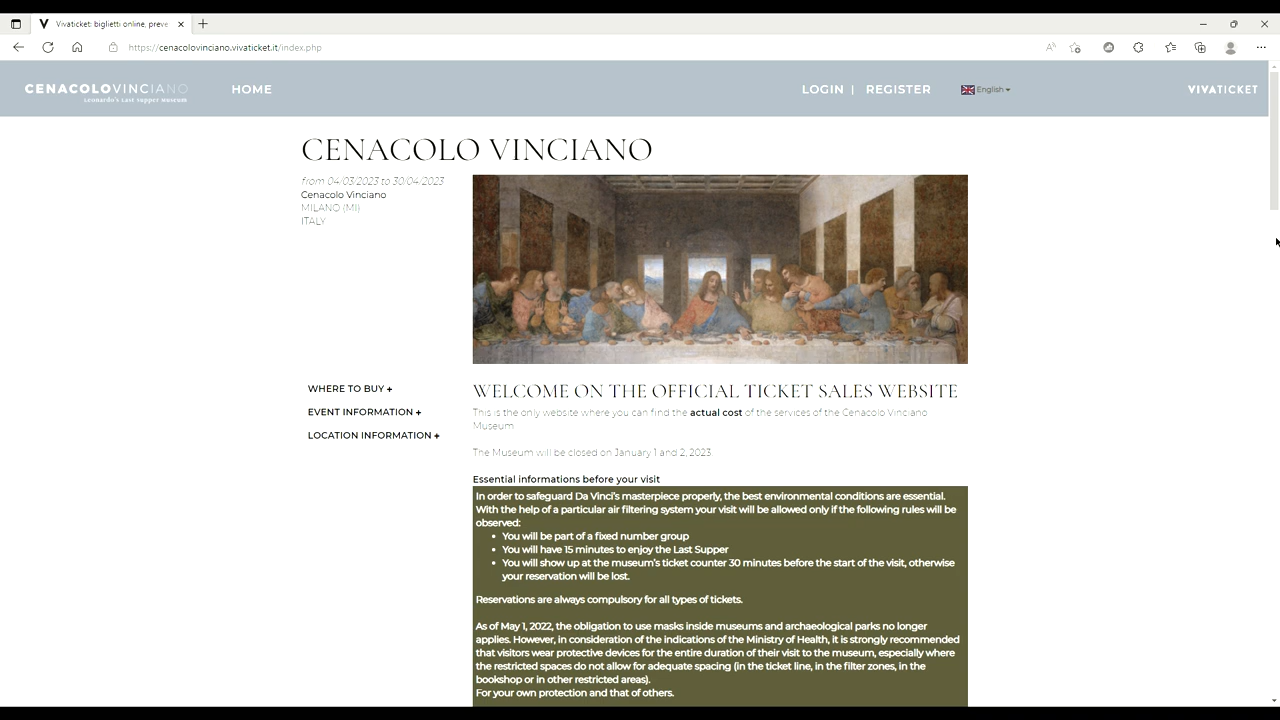 Vivaticket: biglietti online, preve
https://cenacolovinciano.vivaticket.it/index.php
CENACOLOVINCIANO
Leonardo's Last Supper Museum
HOME
LOGIN | REGISTER
English
VIVATICKET
CENACOLO VINCIANO
from 04/03/2023 to 30/04/2023
Cenacolo Vinciano
MILANO (MI)
ITALY
WHERE TO BUY +
EVENT INFORMATION +
LOCATION INFORMATION +
WELCOME ON THE OFFICIAL TICKET SALES WEBSITE
This is the only website where you can find the actual cost of the services of the Cenacolo Vinciano
Museum
The Museum will be closed on January 1 and 2, 2023.
Essential informations before your visit
In order to safeguard Da Vinci's masterpiece properly, the best environmental conditions are essential.
With the help of a particular air filtering system your visit will be allowed only if the following rules will be
observed:
• You will be part of a fixed number group
• You will have 15 minutes to enjoy the Last Supper
• You will show up at the museum's ticket counter 30 minutes before the start of the visit, otherwise
your reservation will be lost.
Reservations are always compulsory for all types of tickets.
As of May 1, 2022, the obligation to use masks inside museums and archaeological parks no longer
applies. However, in consideration of the indications of the Ministry of Health, it is strongly recommended
that visitors wear protective devices for the entire duration of their visit to the museum, especially where
the restricted spaces do not allow for adequate spacing (in the ticket line, in the filter zones, in the
bookshop or in other restricted areas).
For your own protection and that of others.